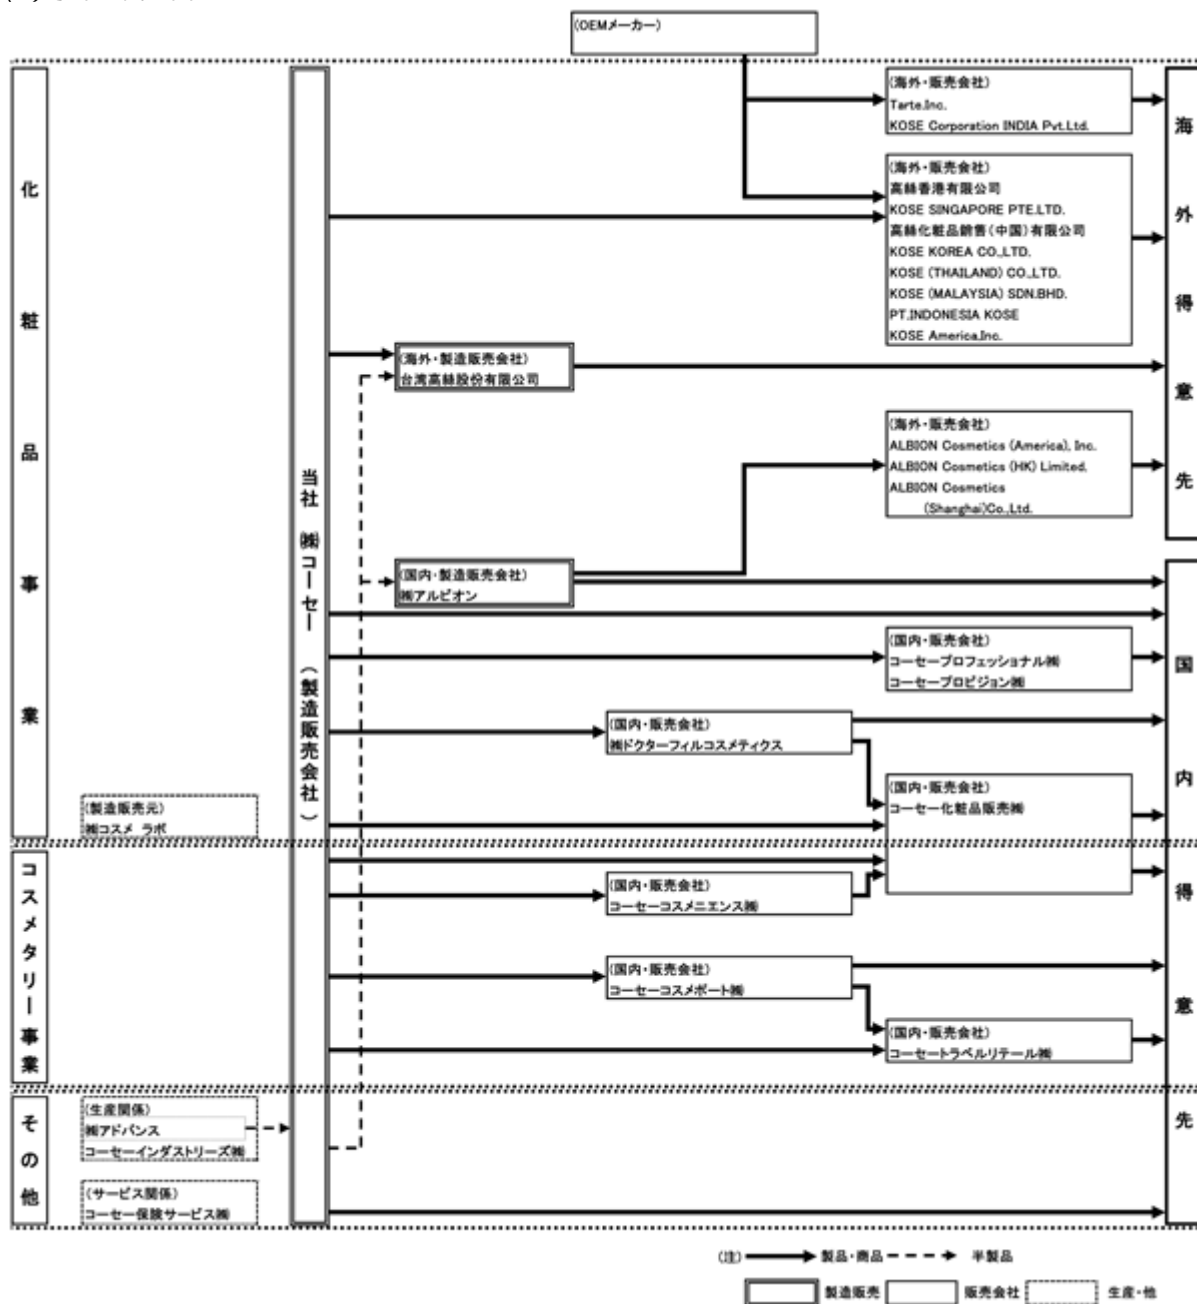 (OEMメーカー)
化粧品事業
当社 ㈱コーセー (製造販売会社)
海外得意先
(海外・販売会社)
Tarte.Inc.
KOSE Corporation INDIA Pvt.Ltd.
(海外・販売会社)
高絲香港有限公司
KOSE SINGAPORE PTE.LTD.
高絲化粧品銷售(中国)有限公司
KOSE KOREA CO.,LTD.
KOSE (THAILAND) CO.,LTD.
KOSE (MALAYSIA) SDN.BHD.
PT.INDONESIA KOSE
KOSE America.Inc.
(海外・製造販売会社)
台湾高絲股份有限公司
(海外・販売会社)
ALBION Cosmetics (America), Inc.
ALBION Cosmetics (HK) Limited.
ALBION Cosmetics
(Shanghai)Co.,Ltd.
(国内・製造販売会社)
㈱アルビオン
国内得意先
(国内・販売会社)
コーセープロフェッショナル㈱
コーセープロビジョン㈱
(国内・販売会社)
㈱ドクターフィルコスメティクス
(国内・販売会社)
コーセー化粧品販売㈱
(製造販売元)
㈱コスメ ラボ
コスメタリー事業
(国内・販売会社)
コーセーコスメニエンス㈱
(国内・販売会社)
コーセーコスメポート㈱
(国内・販売会社)
コーセートラベルリテール㈱
その他
(生産関係)
㈱アドバンス
コーセーインダストリーズ㈱
(サービス関係)
コーセー保険サービス㈱
(注) 製品・商品 半製品
製造販売 販売会社 生産・他